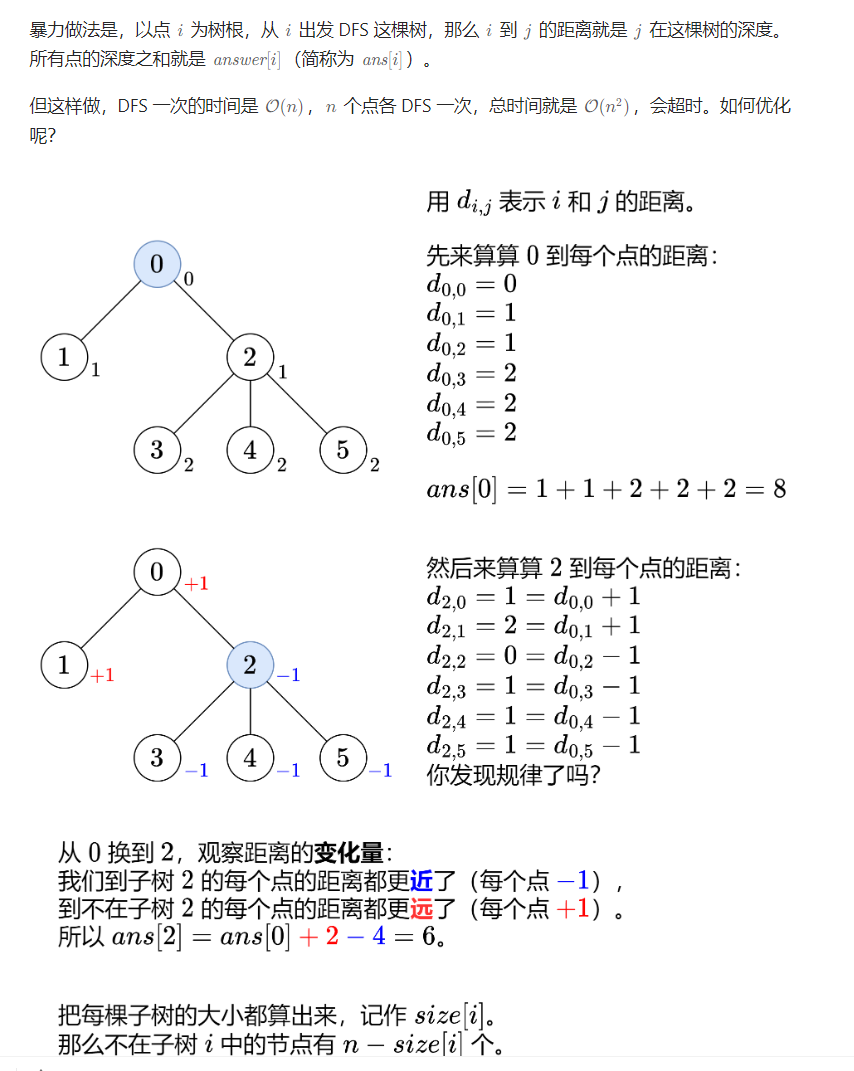 暴力做法是，以点 i 为树根，从 i 出发 DFS 这棵树，那么 i 到 j 的距离就是 j 在这棵树的深度。
所有点的深度之和就是 answer[i]（简称为 ans[i]）。
但这样做，DFS 一次的时间是 O(n)，n 个点各 DFS 一次，总时间就是 O(n²)，会超时。如何优化
呢？
用 d_{i,j} 表示 i 和 j 的距离。
先来算算 0 到每个点的距离：
d_{0,0} = 0
d_{0,1} = 1
d_{0,2} = 1
d_{0,3} = 2
d_{0,4} = 2
d_{0,5} = 2
ans[0] = 1 + 1 + 2 + 2 + 2 = 8
0 0
1 1 2 1
3 2 4 2 5 2
然后来算算 2 到每个点的距离：
d_{2,0} = 1 = d_{0,0} + 1
d_{2,1} = 2 = d_{0,1} + 1
d_{2,2} = 0 = d_{0,2} − 1
d_{2,3} = 1 = d_{0,3} − 1
d_{2,4} = 1 = d_{0,4} − 1
d_{2,5} = 1 = d_{0,5} − 1
你发现规律了吗？
0 +1
1 +1 2 −1
3 −1 4 −1 5 −1
从 0 换到 2，观察距离的变化量：
我们到子树 2 的每个点的距离都更近了（每个点 −1），
到不在子树 2 的每个点的距离都更远了（每个点 +1）。
所以 ans[2] = ans[0] + 2 − 4 = 6。
把每棵子树的大小都算出来，记作 size[i]。
那么不在子树 i 中的节点有 n − size[i] 个。